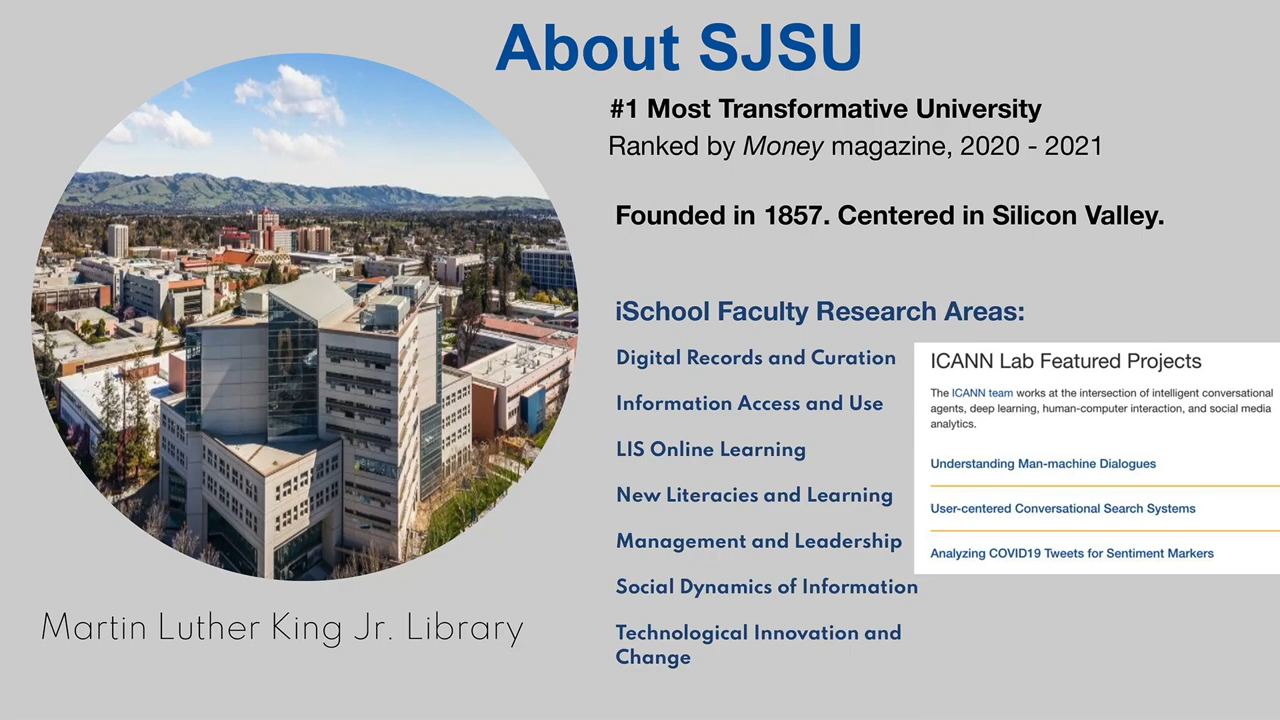 About SJSU
#1 Most Transformative University
Ranked by Money magazine, 2020 - 2021
Founded in 1857. Centered in Silicon Valley.
iSchool Faculty Research Areas:
Digital Records and Curation
Information Access and Use
LIS Online Learning
New Literacies and Learning
Management and Leadership
Social Dynamics of Information
Technological Innovation and
Change
ICANN Lab Featured Projects
The ICANN team works at the intersection of intelligent conversational
agents, deep learning, human-computer interaction, and social media
analytics.
Understanding Man-machine Dialogues
User-centered Conversational Search Systems
Analyzing COVID19 Tweets for Sentiment Markers
Martin Luther King Jr. Library